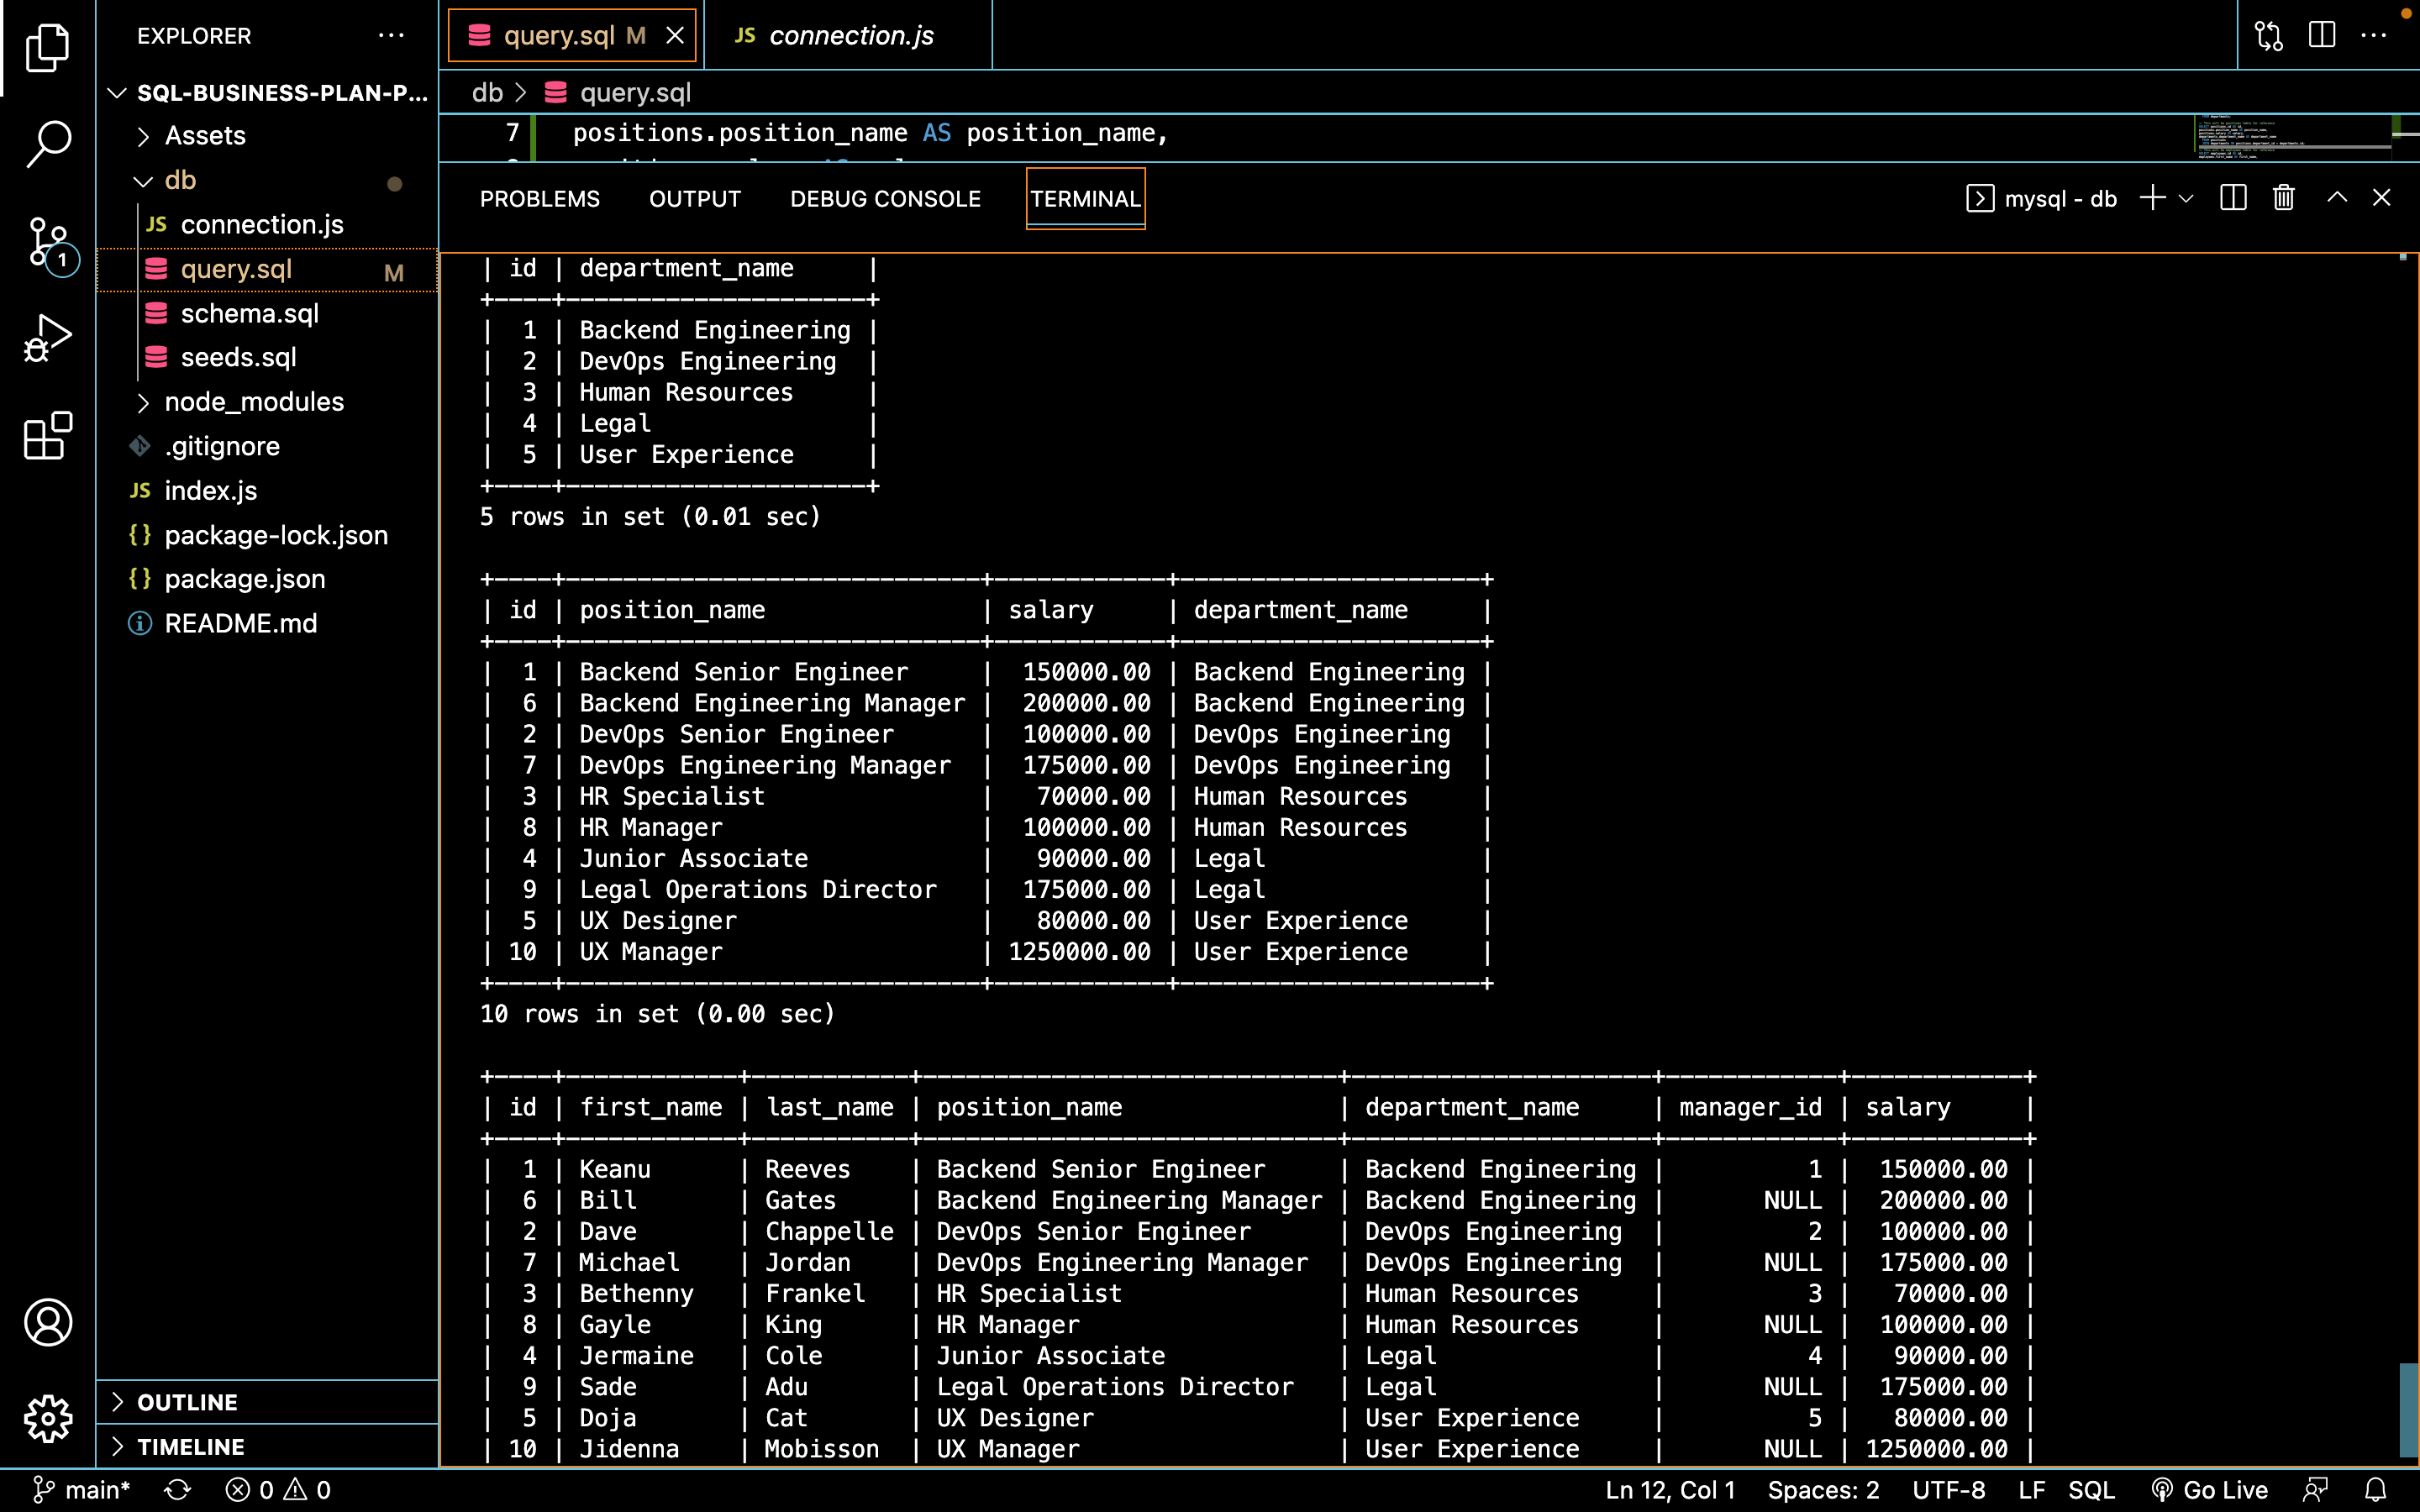 EXPLORER
SQL-BUSINESS-PLAN-P...
Assets
db
JS connection.js
query.sql M
schema.sql
seeds.sql
node_modules
.gitignore
JS index.js
{} package-lock.json
{} package.json
README.md
OUTLINE
TIMELINE
1
query.sql M
JS connection.js
db > query.sql
7 positions.position_name AS position_name,
PROBLEMS OUTPUT DEBUG CONSOLE TERMINAL
mysql - db
| id | department_name     |
+----+---------------------+
|  1 | Backend Engineering |
|  2 | DevOps Engineering  |
|  3 | Human Resources     |
|  4 | Legal               |
|  5 | User Experience     |
+----+---------------------+
5 rows in set (0.01 sec)
+----+-----------------------------+------------+---------------------+
| id | position_name               | salary     | department_name     |
+----+-----------------------------+------------+---------------------+
|  1 | Backend Senior Engineer     |  150000.00 | Backend Engineering |
|  6 | Backend Engineering Manager |  200000.00 | Backend Engineering |
|  2 | DevOps Senior Engineer      |  100000.00 | DevOps Engineering  |
|  7 | DevOps Engineering Manager  |  175000.00 | DevOps Engineering  |
|  3 | HR Specialist               |   70000.00 | Human Resources     |
|  8 | HR Manager                  |  100000.00 | Human Resources     |
|  4 | Junior Associate            |   90000.00 | Legal               |
|  9 | Legal Operations Director   |  175000.00 | Legal               |
|  5 | UX Designer                 |   80000.00 | User Experience     |
| 10 | UX Manager                  | 1250000.00 | User Experience     |
+----+-----------------------------+------------+---------------------+
10 rows in set (0.00 sec)
+----+------------+-----------+-----------------------------+---------------------+------------+------------+
| id | first_name | last_name | position_name               | department_name     | manager_id | salary     |
+----+------------+-----------+-----------------------------+---------------------+------------+------------+
|  1 | Keanu      | Reeves    | Backend Senior Engineer     | Backend Engineering |          1 |  150000.00 |
|  6 | Bill       | Gates     | Backend Engineering Manager | Backend Engineering |       NULL |  200000.00 |
|  2 | Dave       | Chappelle | DevOps Senior Engineer      | DevOps Engineering  |          2 |  100000.00 |
|  7 | Michael    | Jordan    | DevOps Engineering Manager  | DevOps Engineering  |       NULL |  175000.00 |
|  3 | Bethenny   | Frankel   | HR Specialist               | Human Resources     |          3 |   70000.00 |
|  8 | Gayle      | King      | HR Manager                  | Human Resources     |       NULL |  100000.00 |
|  4 | Jermaine   | Cole      | Junior Associate            | Legal               |          4 |   90000.00 |
|  9 | Sade       | Adu       | Legal Operations Director   | Legal               |       NULL |  175000.00 |
|  5 | Doja       | Cat       | UX Designer                 | User Experience     |          5 |   80000.00 |
| 10 | Jidenna    | Mobisson  | UX Manager                  | User Experience     |       NULL | 1250000.00 |
main* 0 0 Ln 12, Col 1 Spaces: 2 UTF-8 LF SQL Go Live